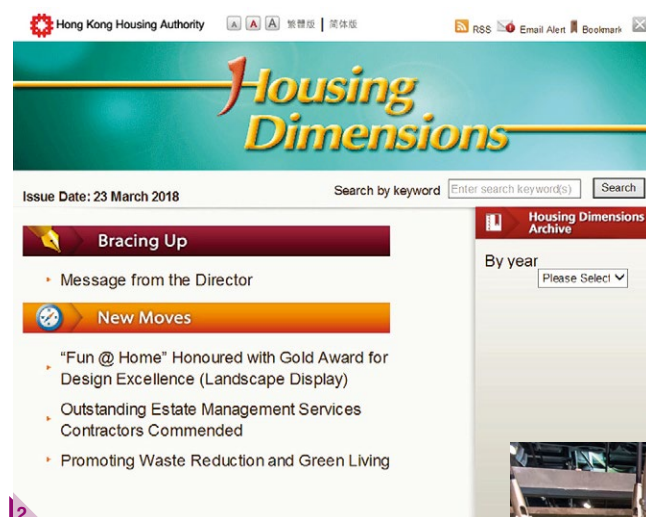 Hong Kong Housing Authority A A A 繁體版 | 简体版 RSS Email Alert Bookmark
Housing
Dimensions
Issue Date: 23 March 2018 Search by keyword Enter search keyword(s) Search
Housing Dimensions
Archive
By year
Please Select
Bracing Up
Message from the Director
New Moves
“Fun @ Home” Honoured with Gold Award for
Design Excellence (Landscape Display)
Outstanding Estate Management Services
Contractors Commended
Promoting Waste Reduction and Green Living
2